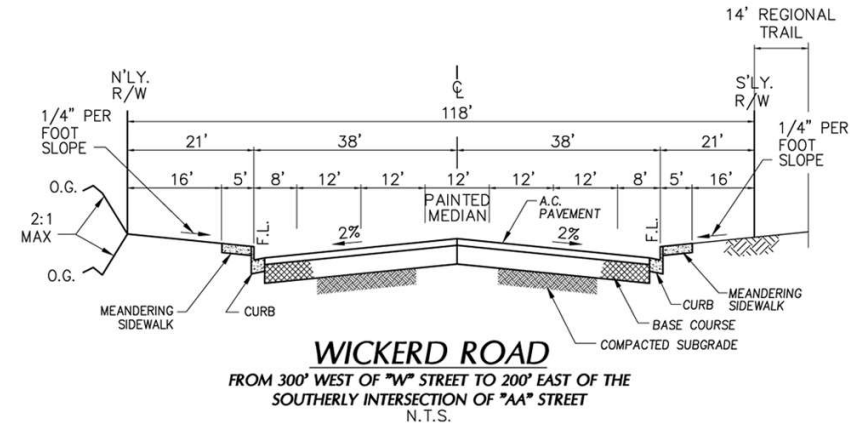 14' REGIONAL
TRAIL
N'LY.
R/W
℄
S'LY.
R/W
118'
1/4" PER
FOOT
SLOPE
1/4" PER
FOOT
SLOPE
21'
38'
38'
21'
16'
5'
8'
12'
12'
12'
12'
12'
8'
5'
16'
O.G.
2:1
MAX
O.G.
PAINTED
MEDIAN
A.C.
PAVEMENT
F.L.
F.L.
2%
2%
MEANDERING
SIDEWALK
CURB
CURB
MEANDERING
SIDEWALK
BASE COURSE
COMPACTED SUBGRADE
WICKERD ROAD
FROM 300' WEST OF "W" STREET TO 200' EAST OF THE
SOUTHERLY INTERSECTION OF "AA" STREET
N.T.S.